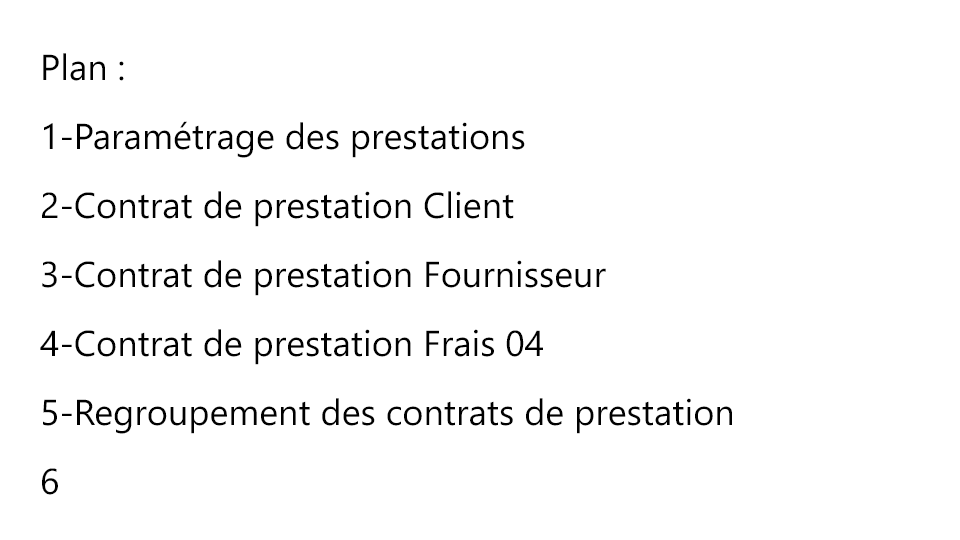 Plan :
1-Paramétrage des prestations
2-Contrat de prestation Client
3-Contrat de prestation Fournisseur
4-Contrat de prestation Frais 04
5-Regroupement des contrats de prestation
6